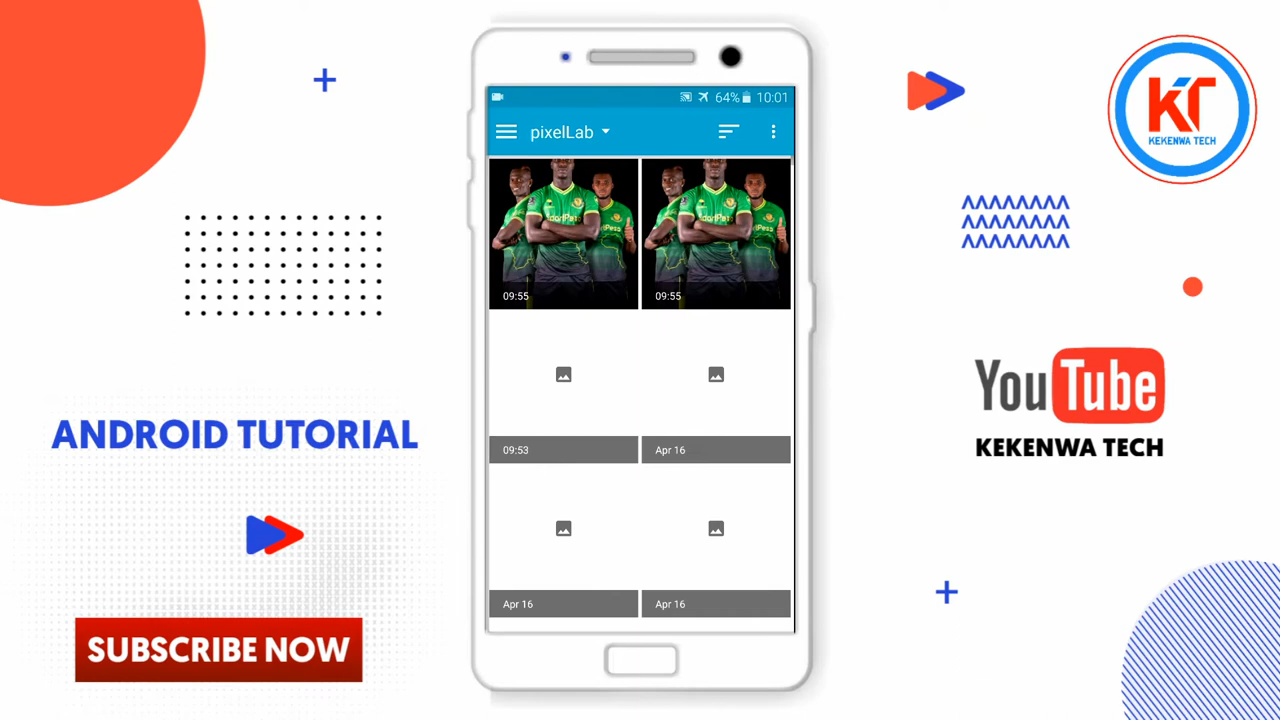 64% 10:01
pixelLab
09:55
09:55
09:53
Apr 16
Apr 16
Apr 16
ANDROID TUTORIAL
SUBSCRIBE NOW
KT
KEKENWA TECH
YouTube
KEKENWA TECH